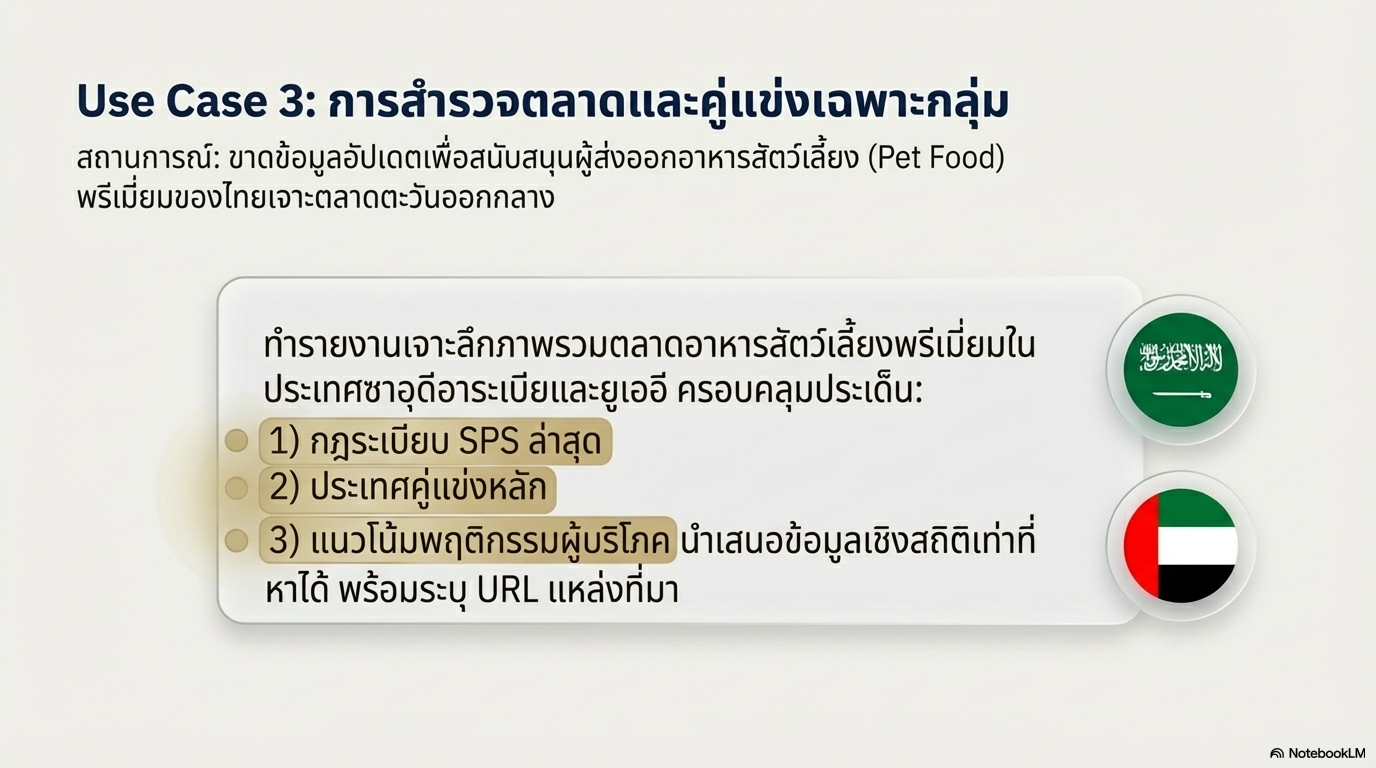 Use Case 3: การสำรวจตลาดและคู่แข่งเฉพาะกลุ่ม
สถานการณ์: ขาดข้อมูลอัปเดตเพื่อสนับสนุนผู้ส่งออกอาหารสัตว์เลี้ยง (Pet Food)
พรีเมี่ยมของไทยเจาะตลาดตะวันออกกลาง
ทำรายงานเจาะลึกภาพรวมตลาดอาหารสัตว์เลี้ยงพรีเมี่ยมใน
ประเทศซาอุดีอาระเบียและยูเออี ครอบคลุมประเด็น:
1) กฎระเบียบ SPS ล่าสุด
2) ประเทศคู่แข่งหลัก
3) แนวโน้มพฤติกรรมผู้บริโภค นำเสนอข้อมูลเชิงสถิติเท่าที่
หาได้ พร้อมระบุ URL แหล่งที่มา
NotebookLM